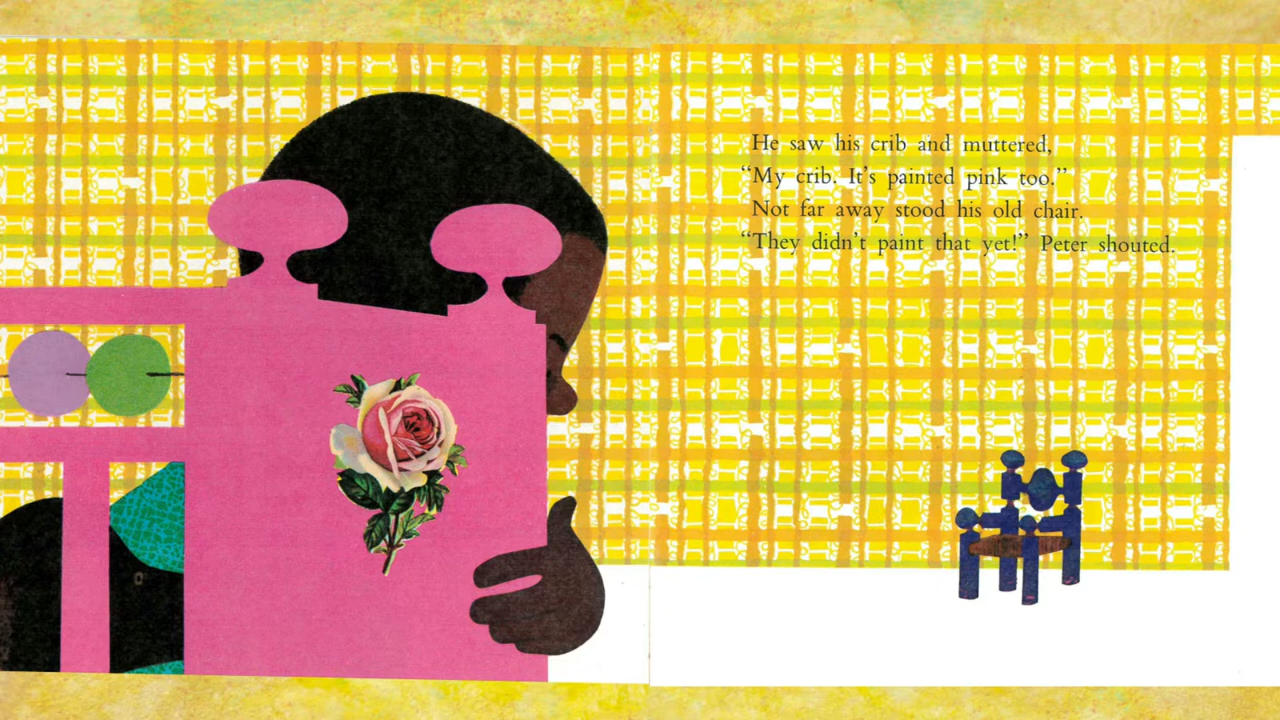 He saw his crib and muttered,
“My crib. It’s painted pink too.”
Not far away stood his old chair.
“They didn’t paint that yet!” Peter shouted.